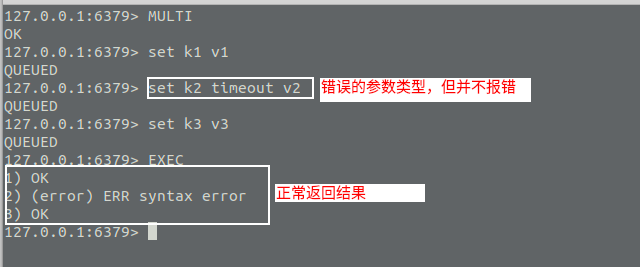 127.0.0.1:6379> MULTI
OK
127.0.0.1:6379> set k1 v1
QUEUED
127.0.0.1:6379> set k2 timeout v2 错误的参数类型，但并不报错
QUEUED
127.0.0.1:6379> set k3 v3
QUEUED
127.0.0.1:6379> EXEC
1) OK
2) (error) ERR syntax error 正常返回结果
3) OK
127.0.0.1:6379>